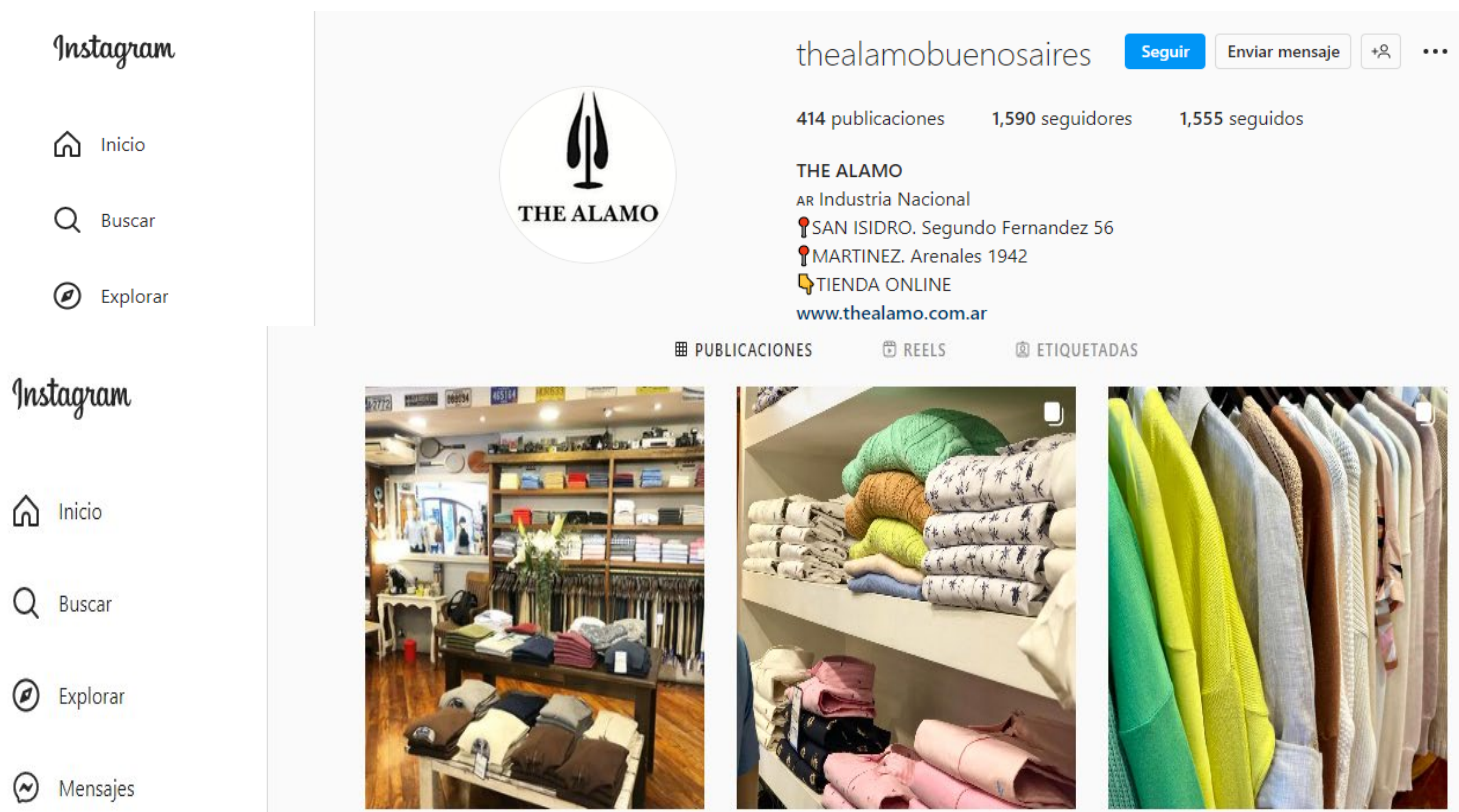 Instagram
Inicio
Buscar
Explorar
THE ALAMO
thealamobuenosaires Seguir Enviar mensaje
414 publicaciones 1,590 seguidores 1,555 seguidos
THE ALAMO
AR Industria Nacional
📍SAN ISIDRO. Segundo Fernandez 56
📍MARTINEZ. Arenales 1942
👇TIENDA ONLINE
www.thealamo.com.ar
Instagram
Inicio
Buscar
Explorar
Mensajes
PUBLICACIONES REELS ETIQUETADAS
465164